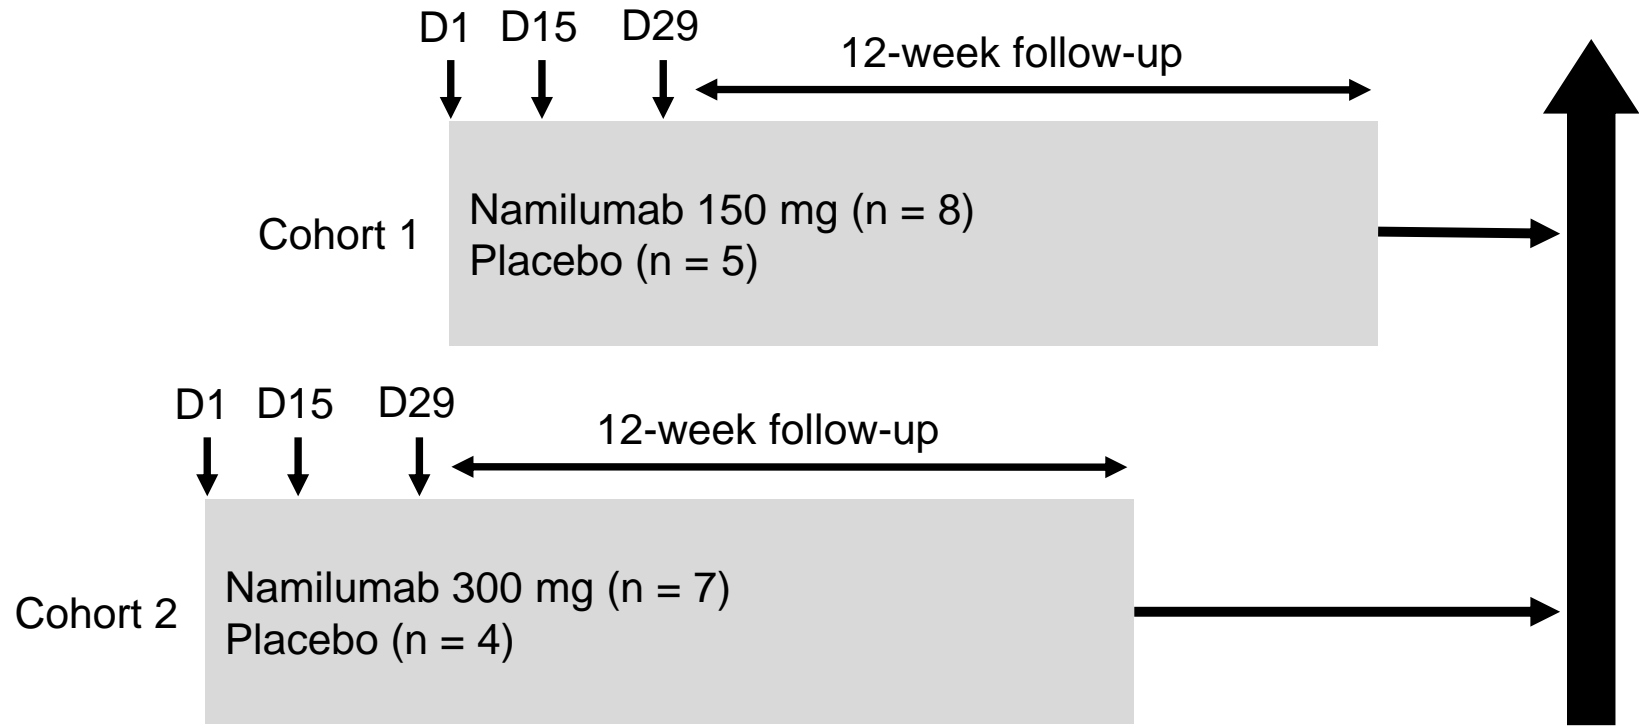 D1 D15 D29
12-week follow-up
Cohort 1
Namilumab 150 mg (n = 8)
Placebo (n = 5)
D1 D15 D29
12-week follow-up
Cohort 2
Namilumab 300 mg (n = 7)
Placebo (n = 4)